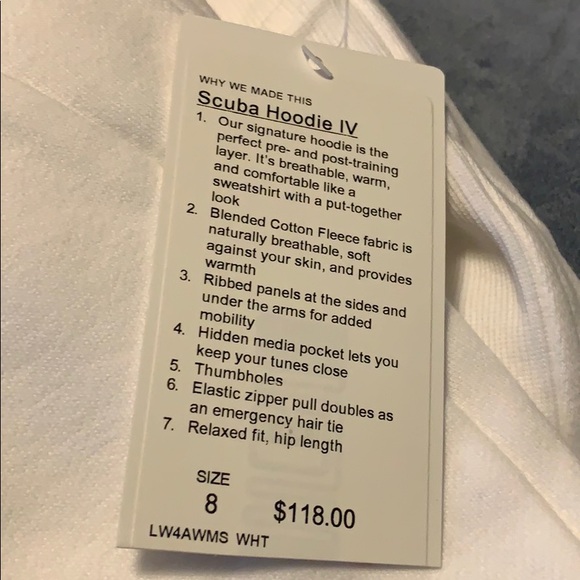 WHY WE MADE THIS
Scuba Hoodie IV
1. Our signature hoodie is the
perfect pre- and post-training
layer. It's breathable, warm,
and comfortable like a
sweatshirt with a put-together
look
2. Blended Cotton Fleece fabric is
naturally breathable, soft
against your skin, and provides
warmth
3. Ribbed panels at the sides and
under the arms for added
mobility
4. Hidden media pocket lets you
keep your tunes close
5. Thumbholes
6. Elastic zipper pull doubles as
an emergency hair tie
7. Relaxed fit, hip length
SIZE
8 $118.00
LW4AWMS WHT